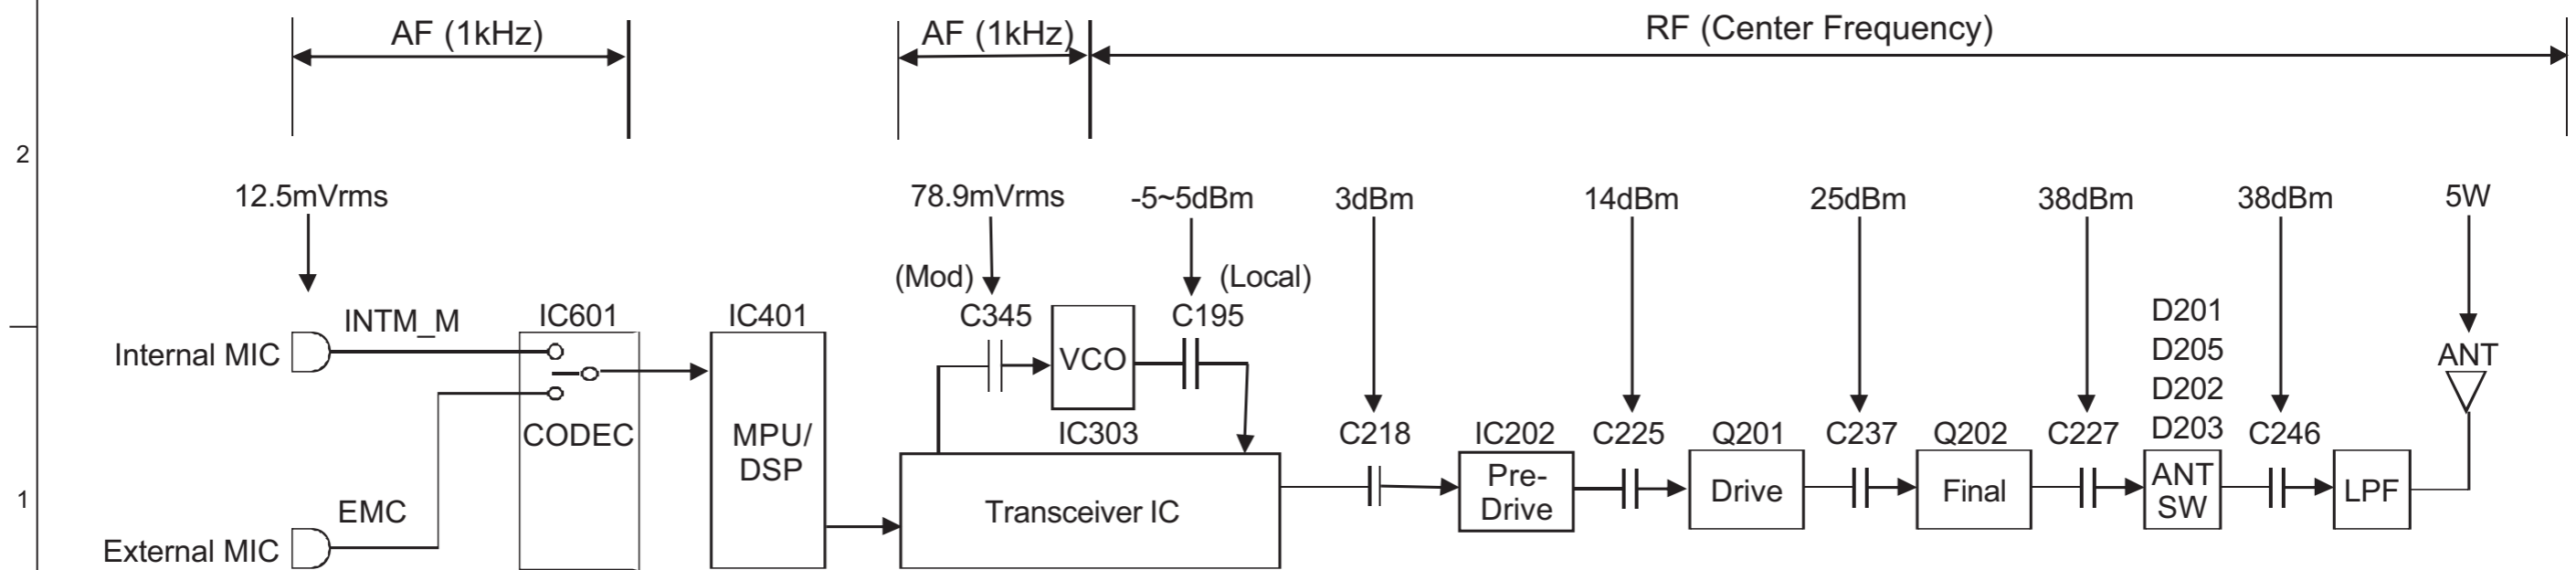 AF (1kHz)
AF (1kHz)
RF (Center Frequency)
2
12.5mVrms
78.9mVrms
-5~5dBm
3dBm
14dBm
25dBm
38dBm
38dBm
5W
(Mod)
(Local)
INTM_M
IC601
IC401
C345
C195
D201
D205
D202
D203
Internal MIC
VCO
ANT
CODEC
MPU/
DSP
IC303
C218
IC202
C225
Q201
C237
Q202
C227
C246
1
EMC
Transceiver IC
Pre-
Drive
Drive
Final
ANT
SW
LPF
External MIC